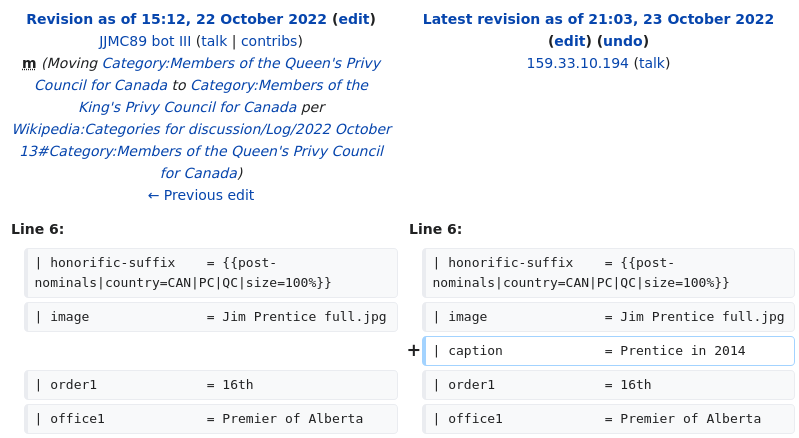 Revision as of 15:12, 22 October 2022 (edit)
JJMC89 bot III (talk | contribs)
m (Moving Category:Members of the Queen's Privy
Council for Canada to Category:Members of the
King's Privy Council for Canada per
Wikipedia:Categories for discussion/Log/2022 October
13#Category:Members of the Queen's Privy Council
for Canada)
← Previous edit
Latest revision as of 21:03, 23 October 2022
(edit) (undo)
159.33.10.194 (talk)
Line 6:
Line 6:
| honorific-suffix    = {{post-
nominals|country=CAN|PC|QC|size=100%}}
| honorific-suffix    = {{post-
nominals|country=CAN|PC|QC|size=100%}}
| image               = Jim Prentice full.jpg
| image               = Jim Prentice full.jpg
+ | caption             = Prentice in 2014
| order1              = 16th
| order1              = 16th
| office1             = Premier of Alberta
| office1             = Premier of Alberta